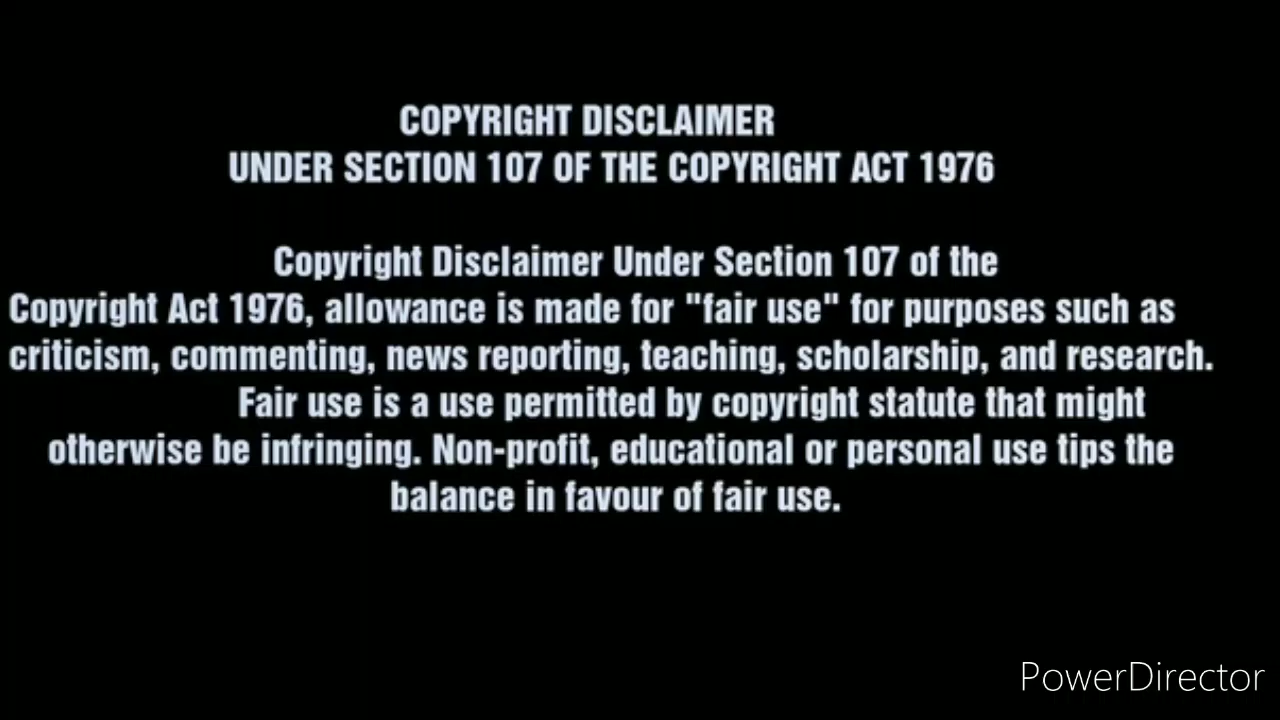 COPYRIGHT DISCLAIMER
UNDER SECTION 107 OF THE COPYRIGHT ACT 1976
Copyright Disclaimer Under Section 107 of the
Copyright Act 1976, allowance is made for "fair use" for purposes such as
criticism, commenting, news reporting, teaching, scholarship, and research.
Fair use is a use permitted by copyright statute that might
otherwise be infringing. Non-profit, educational or personal use tips the
balance in favour of fair use.
PowerDirector